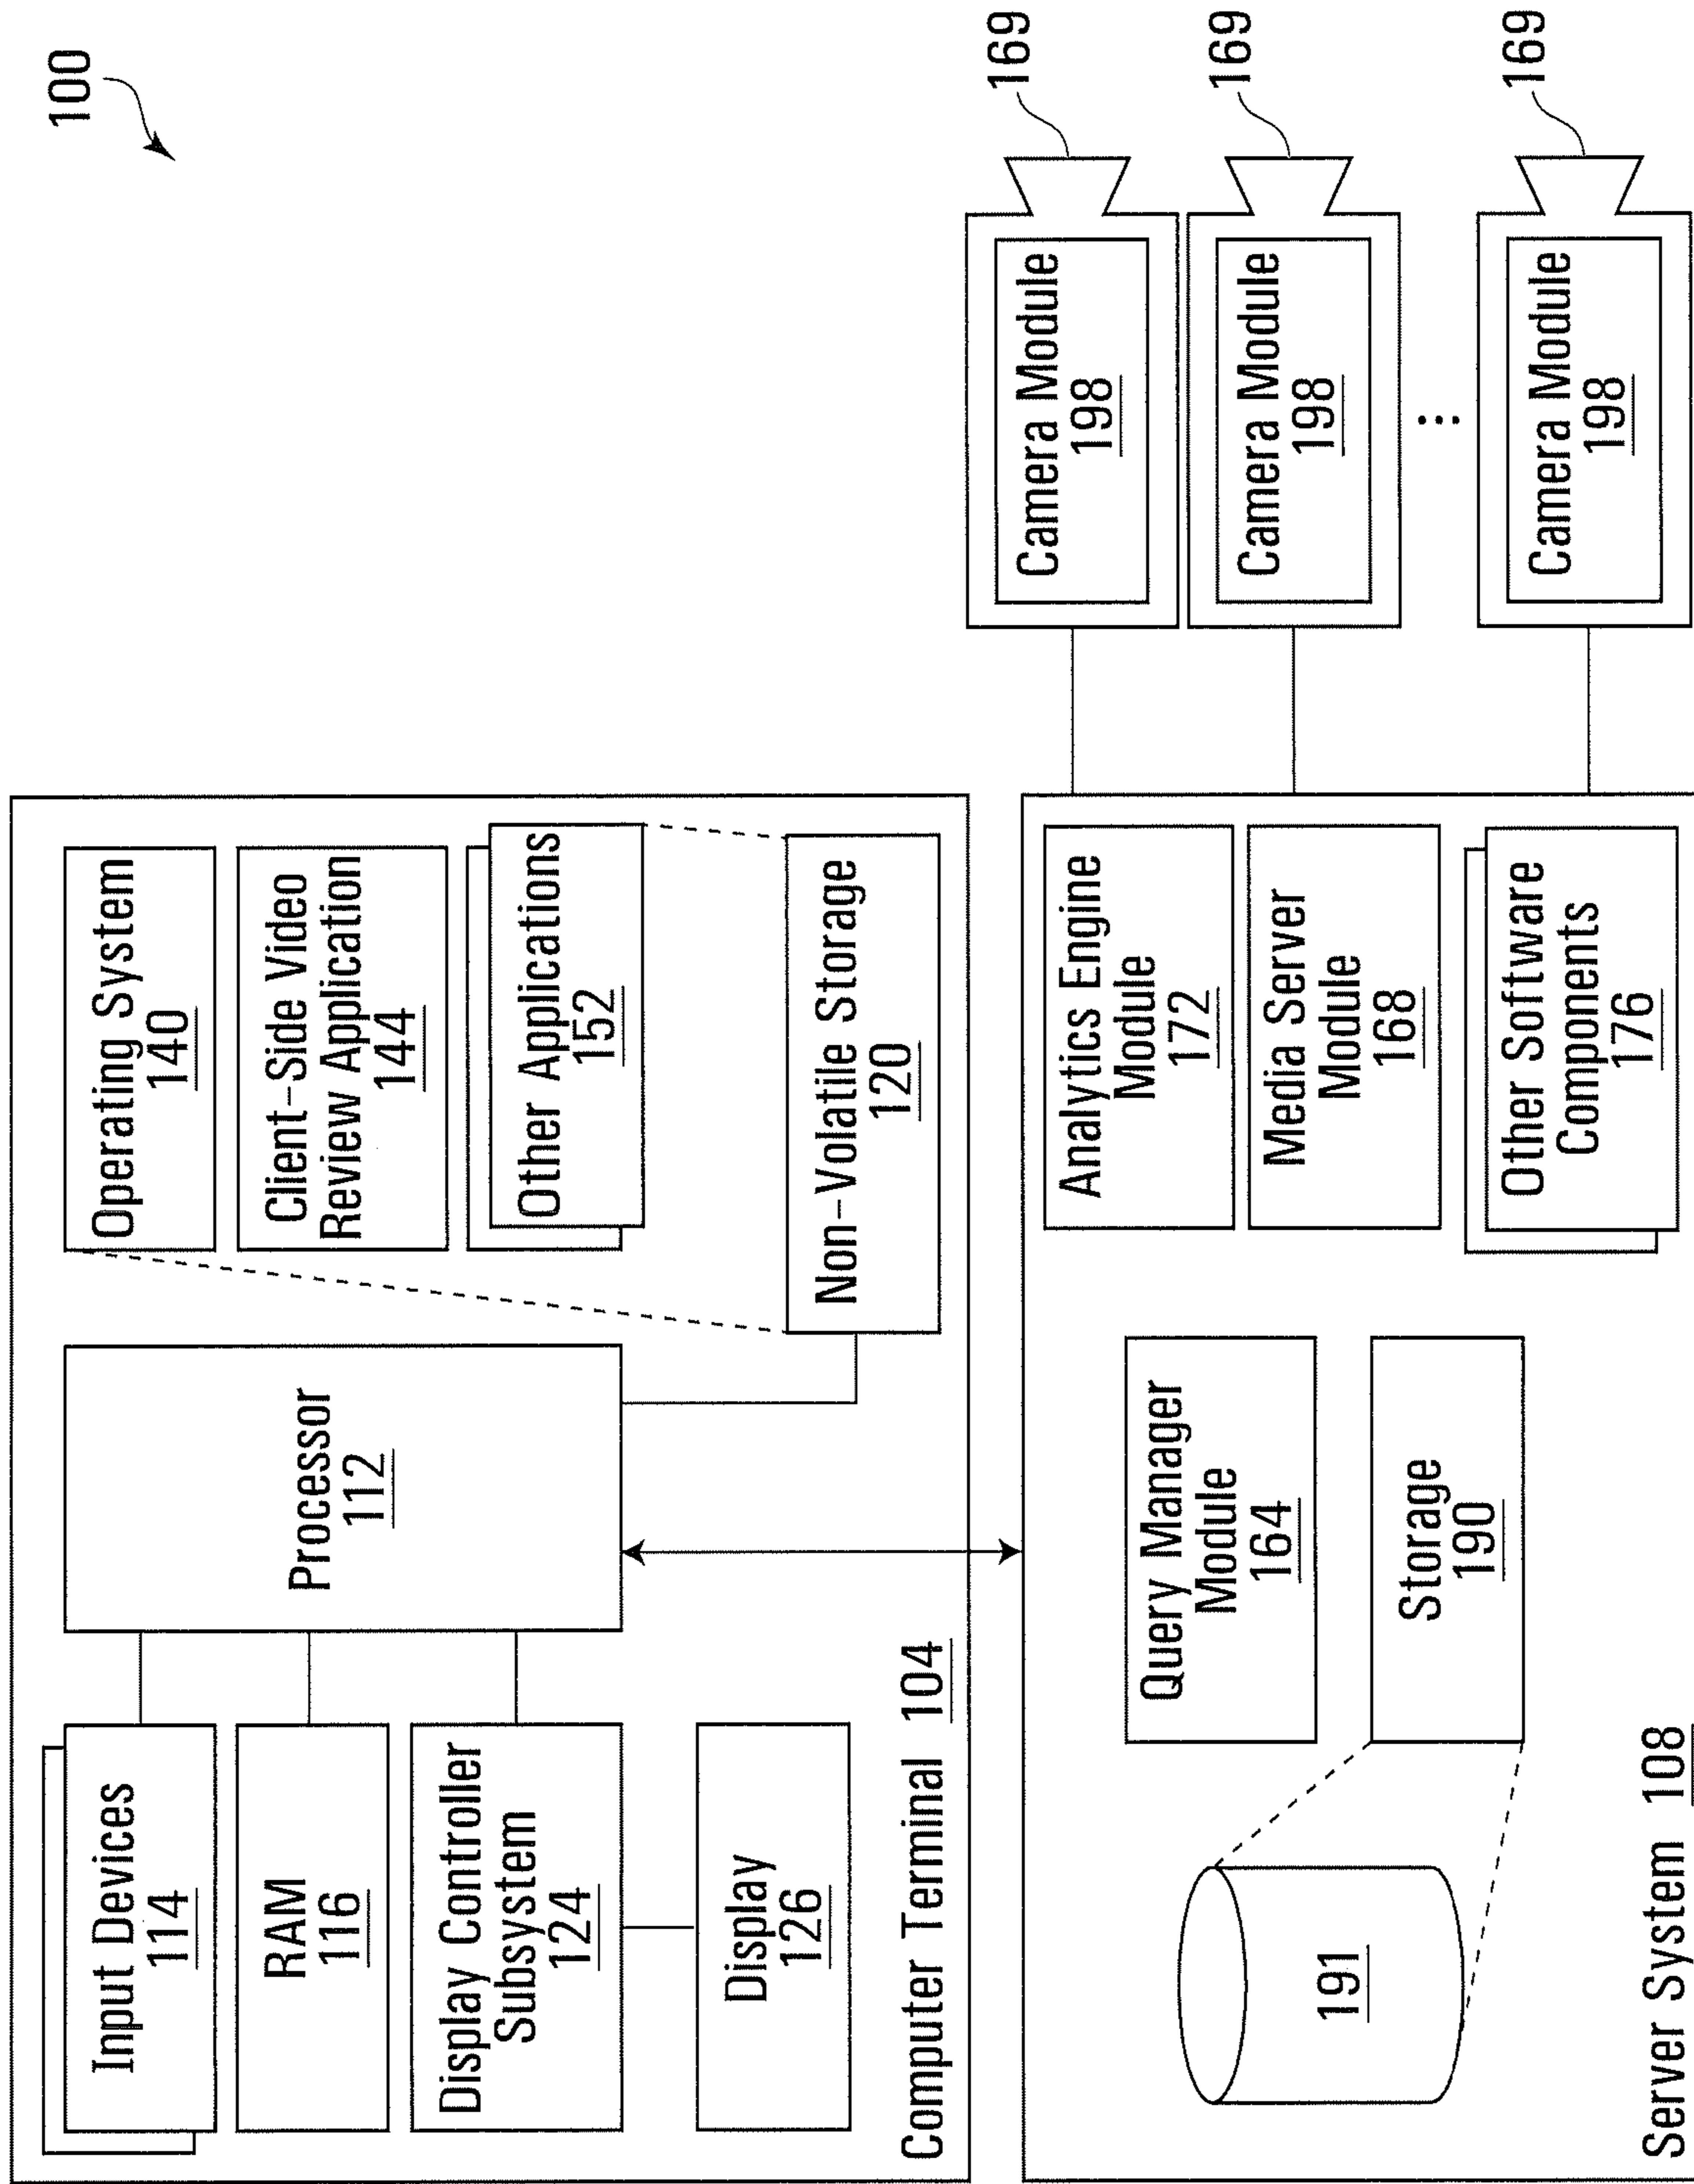 100
Input Devices
114
RAM
116
Display Controller
Subsystem
124
Display
126
Processor
112
Operating System
140
Client-Side Video
Review Application
144
Other Applications
152
Non-Volatile Storage
120
Computer Terminal 104
191
Query Manager
Module
164
Storage
190
Analytics Engine
Module
172
Media Server
Module
168
Other Software
Components
176
Server System 108
Camera Module
198
169
Camera Module
198
169
Camera Module
198
169